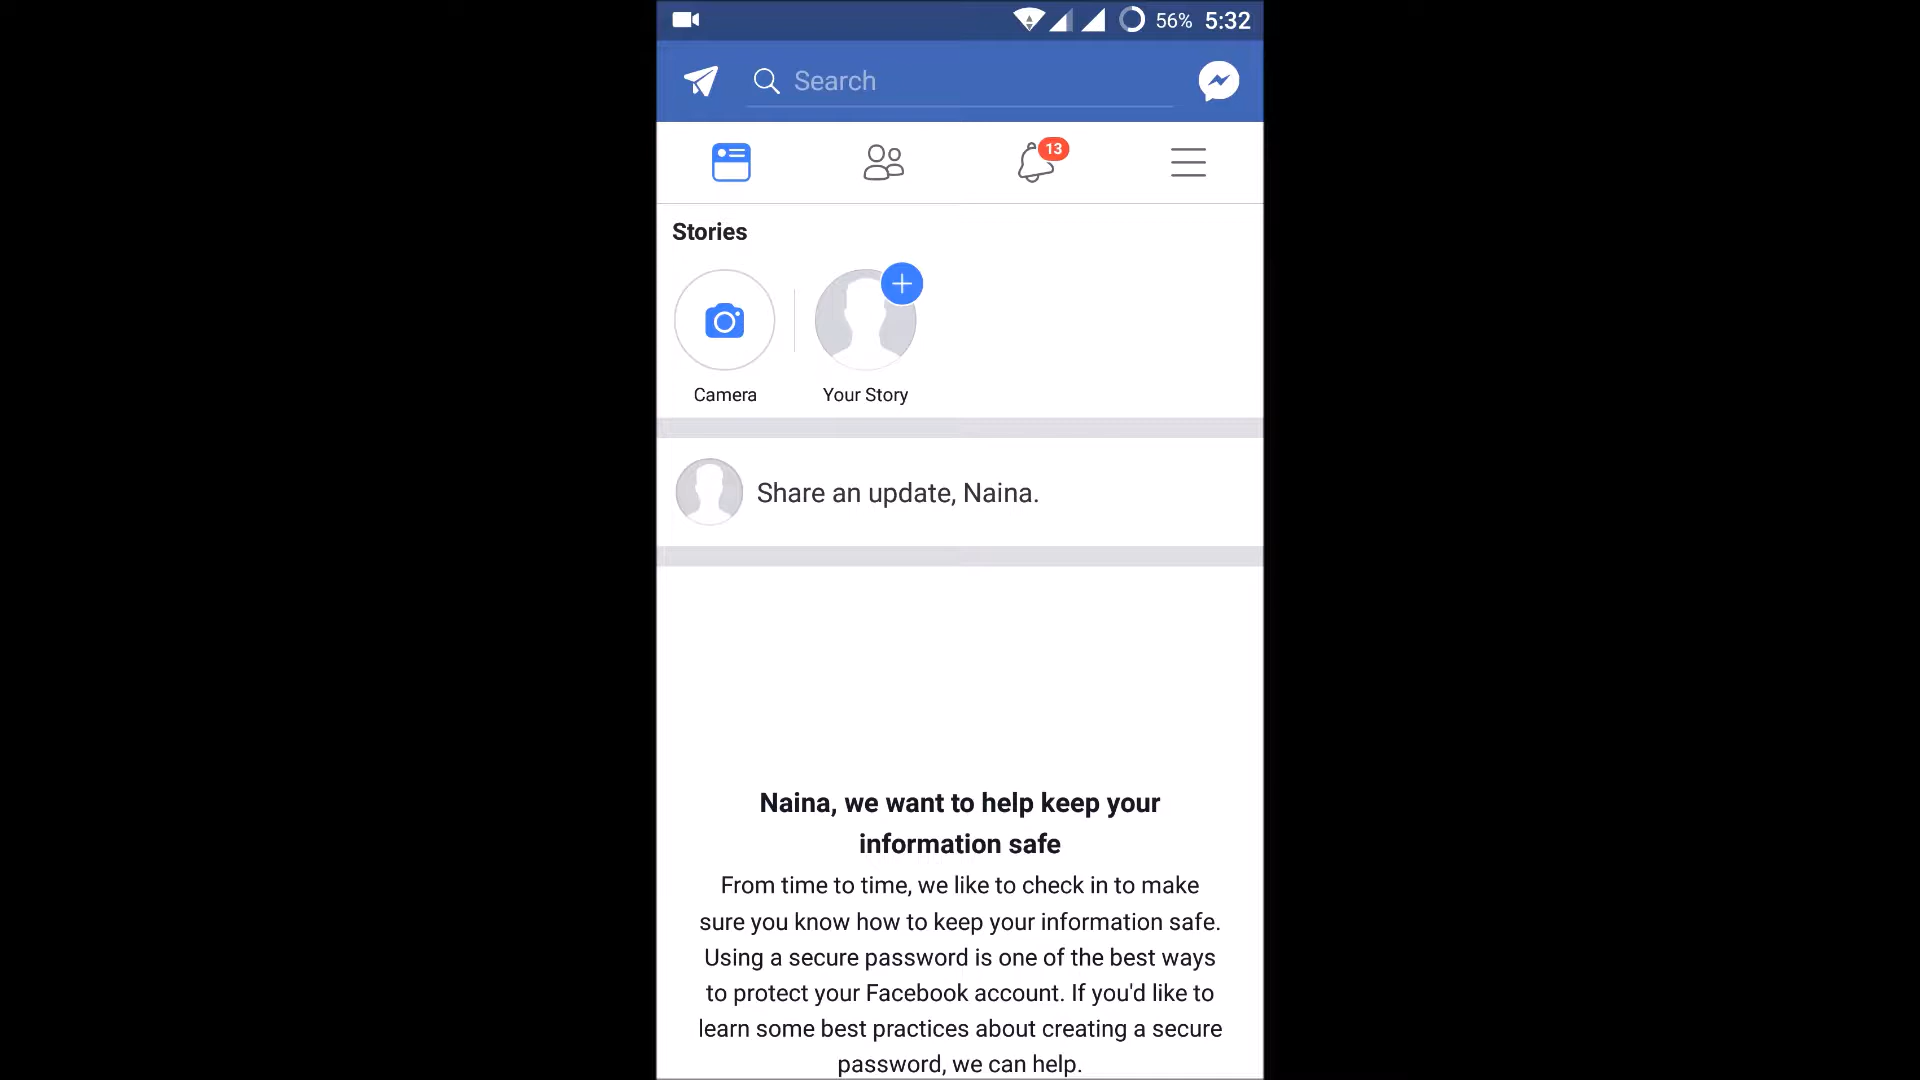 56% 5:32
Search
13
Stories
Camera
Your Story
Share an update, Naina.
Naina, we want to help keep your
information safe
From time to time, we like to check in to make
sure you know how to keep your information safe.
Using a secure password is one of the best ways
to protect your Facebook account. If you'd like to
learn some best practices about creating a secure
password, we can help.